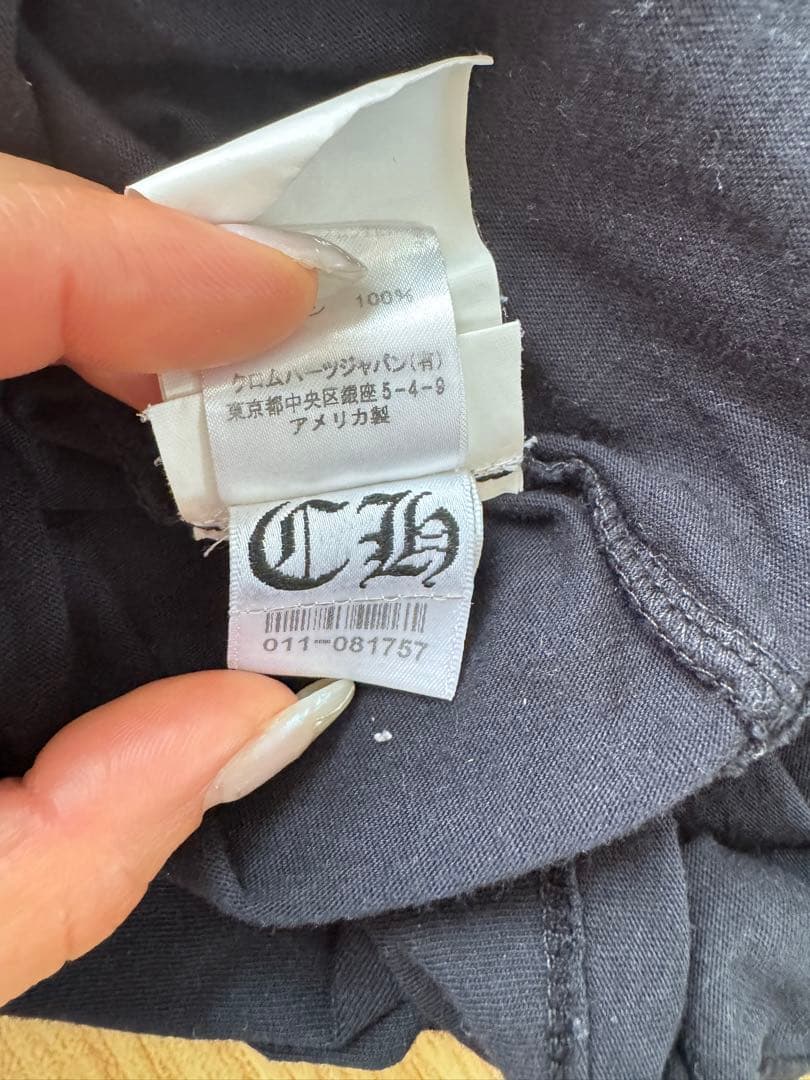 100%
クロムハーツジャパン(有)
東京都中央区銀座5-4-9
アメリカ製
CH
011-081757